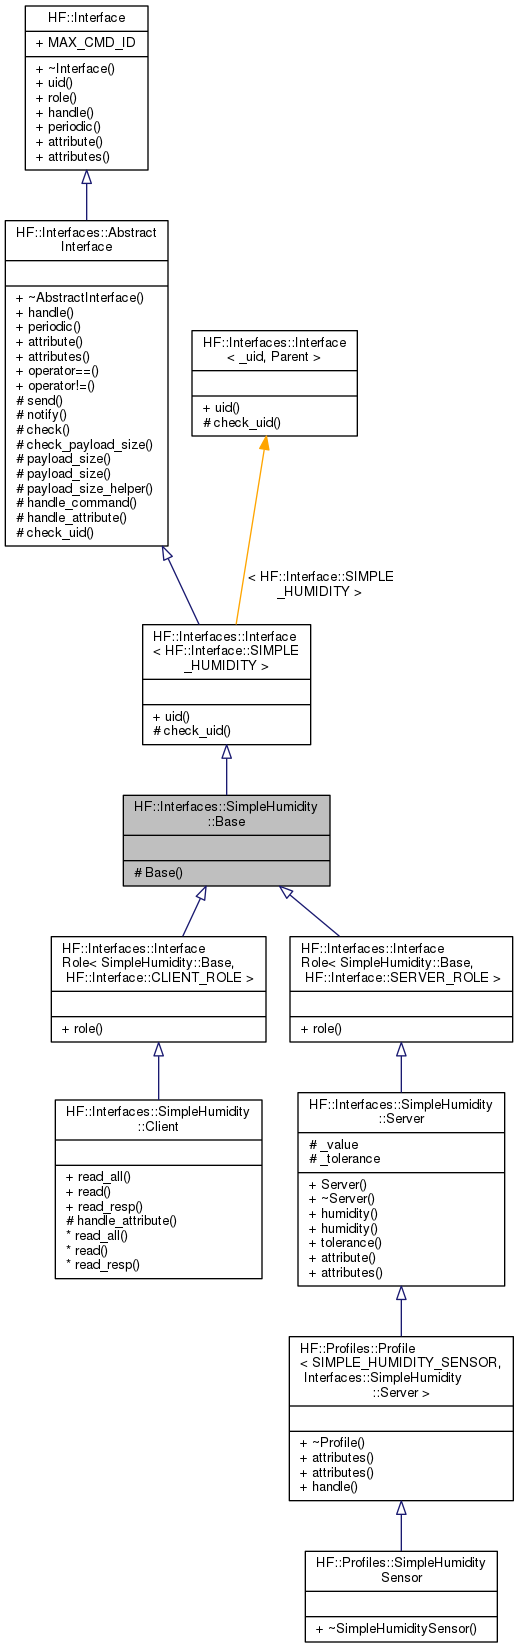 HF::Interface
+ MAX_CMD_ID
+ ~Interface()
+ uid()
+ role()
+ handle()
+ periodic()
+ attribute()
+ attributes()
HF::Interfaces::Abstract
Interface
+ ~AbstractInterface()
+ handle()
+ periodic()
+ attribute()
+ attributes()
+ operator==()
+ operator!=()
# send()
# notify()
# check()
# check_payload_size()
# payload_size()
# payload_size()
# payload_size_helper()
# handle_command()
# handle_attribute()
# check_uid()
HF::Interfaces::Interface
< _uid, Parent >
+ uid()
# check_uid()
< HF::Interface::SIMPLE
_HUMIDITY >
HF::Interfaces::Interface
< HF::Interface::SIMPLE
_HUMIDITY >
+ uid()
# check_uid()
HF::Interfaces::SimpleHumidity
::Base
# Base()
HF::Interfaces::Interface
Role< SimpleHumidity::Base,
HF::Interface::CLIENT_ROLE >
+ role()
HF::Interfaces::Interface
Role< SimpleHumidity::Base,
HF::Interface::SERVER_ROLE >
+ role()
HF::Interfaces::SimpleHumidity
::Client
+ read_all()
+ read()
+ read_resp()
# handle_attribute()
* read_all()
* read()
* read_resp()
HF::Interfaces::SimpleHumidity
::Server
# _value
# _tolerance
+ Server()
+ ~Server()
+ humidity()
+ humidity()
+ tolerance()
+ attribute()
+ attributes()
HF::Profiles::Profile
< SIMPLE_HUMIDITY_SENSOR,
Interfaces::SimpleHumidity
::Server >
+ ~Profile()
+ attributes()
+ attributes()
+ handle()
HF::Profiles::SimpleHumidity
Sensor
+ ~SimpleHumiditySensor()